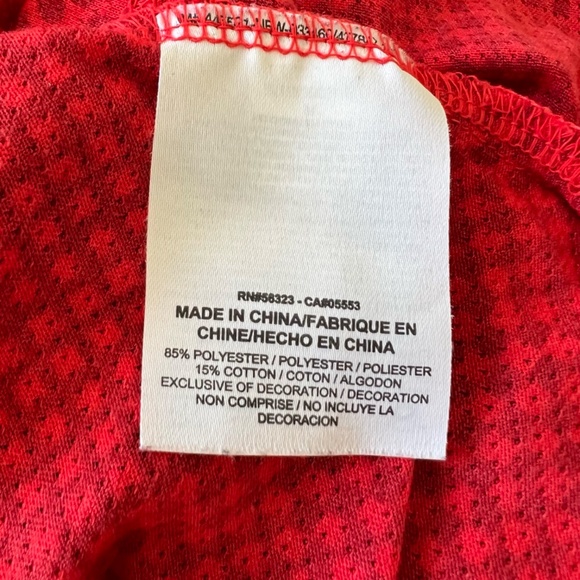 RN#56323 - CA#05553
MADE IN CHINA/FABRIQUE EN
CHINE/HECHO EN CHINA
85% POLYESTER / POLYESTER / POLIESTER
15% COTTON / COTON / ALGODON
EXCLUSIVE OF DECORATION / DECORATION
NON COMPRISE / NO INCLUYE LA
DECORACION